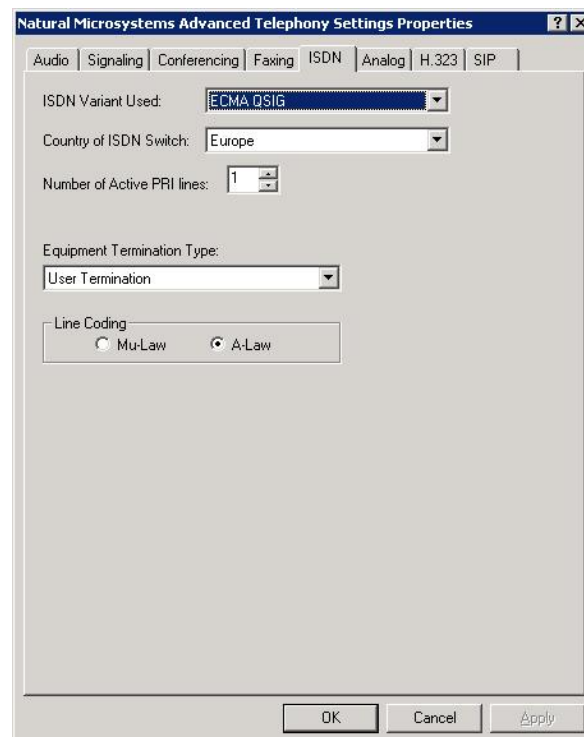 Natural Microsystems Advanced Telephony Settings Properties
Audio Signaling Conferencing Faxing ISDN Analog H.323 SIP
ISDN Variant Used: ECMA QSIG
Country of ISDN Switch: Europe
Number of Active PRI lines: 1
Equipment Termination Type:
User Termination
Line Coding
Mu-Law A-Law
OK Cancel Apply